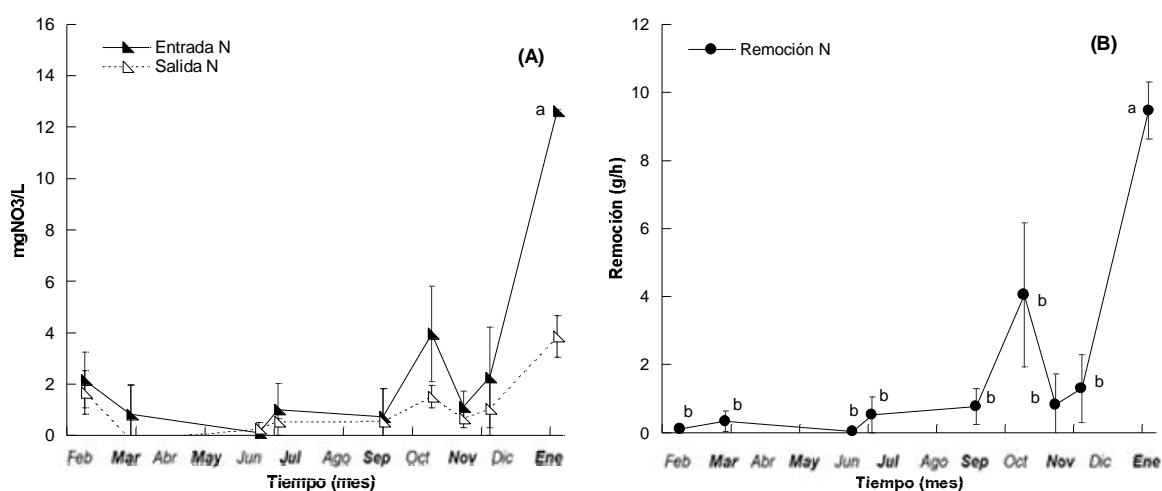 16
14
12
10
8
6
4
2
0
mgNO3/L
Entrada N
Salida N
(A)
a
Feb Mar Abr May Jun Jul Ago Sep Oct Nov Dic Ene
Tiempo (mes)
12
10
8
6
4
2
0
Remoción (g/h)
Remoción N
(B)
a
b
b
b
b
b
b
b
b
Feb Mar Abr May Jun Jul Ago Sep Oct Nov Dic Ene
Tiempo (mes)